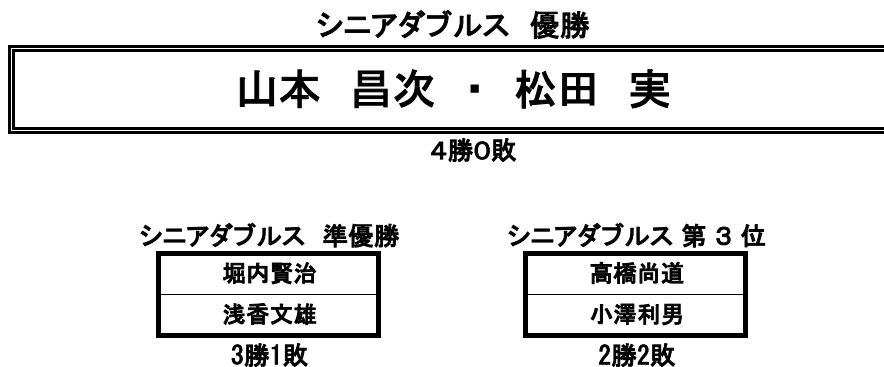 シニアダブルス 優勝
山本 昌次 ・ 松田 実
4勝0敗
シニアダブルス 準優勝
堀内賢治
浅香文雄
3勝1敗
シニアダブルス 第 3 位
高橋尚道
小澤利男
2勝2敗